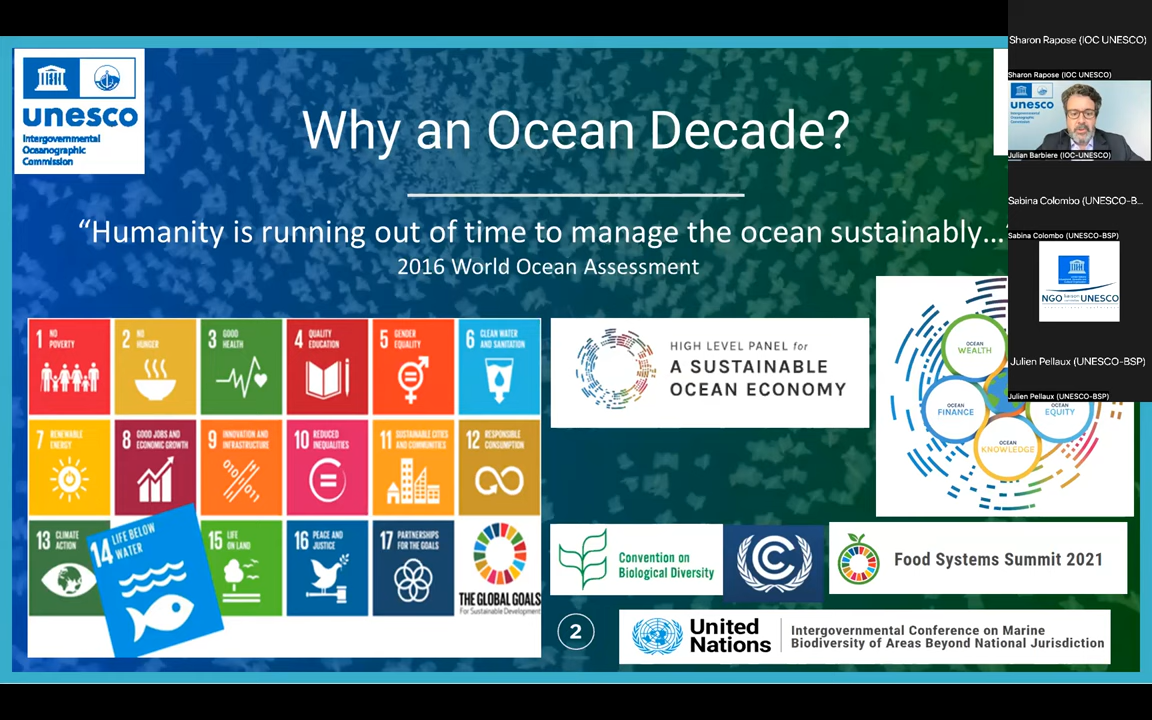 unesco
Intergovernmental
Oceanographic
Commission
Why an Ocean Decade?
“Humanity is running out of time to manage the ocean sustainably...
2016 World Ocean Assessment
1 NO POVERTY
2 NO HUNGER
3 GOOD HEALTH
4 QUALITY EDUCATION
5 GENDER EQUALITY
6 CLEAN WATER AND SANITATION
7 RENEWABLE ENERGY
8 GOOD JOBS AND ECONOMIC GROWTH
9 INNOVATION AND INFRASTRUCTURE
10 REDUCED INEQUALITIES
11 SUSTAINABLE CITIES AND COMMUNITIES
12 RESPONSIBLE CONSUMPTION
13 CLIMATE ACTION
14 LIFE BELOW WATER
15 LIFE ON LAND
16 PEACE AND JUSTICE
17 PARTNERSHIPS FOR THE GOALS
THE GLOBAL GOALS
For Sustainable Development
HIGH LEVEL PANEL for
A SUSTAINABLE
OCEAN ECONOMY
OCEAN
WEALTH
OCEAN
FINANCE
OCEAN
EQUITY
OCEAN
KNOWLEDGE
Convention on
Biological Diversity
Food Systems Summit 2021
2
United
Nations
Intergovernmental Conference on Marine
Biodiversity of Areas Beyond National Jurisdiction
Sharon Rapose (IOC UNESCO)
Sharon Rapose (IOC UNESCO)
unesco
Julian Barbiere (IOC-UNESCO)
Sabina Colombo (UNESCO-B...
Sabina Colombo (UNESCO-BSP)
NGO UNESCO
Julien Pellaux (UNESCO-BSP)
Julien Pellaux (UNESCO-BSP)